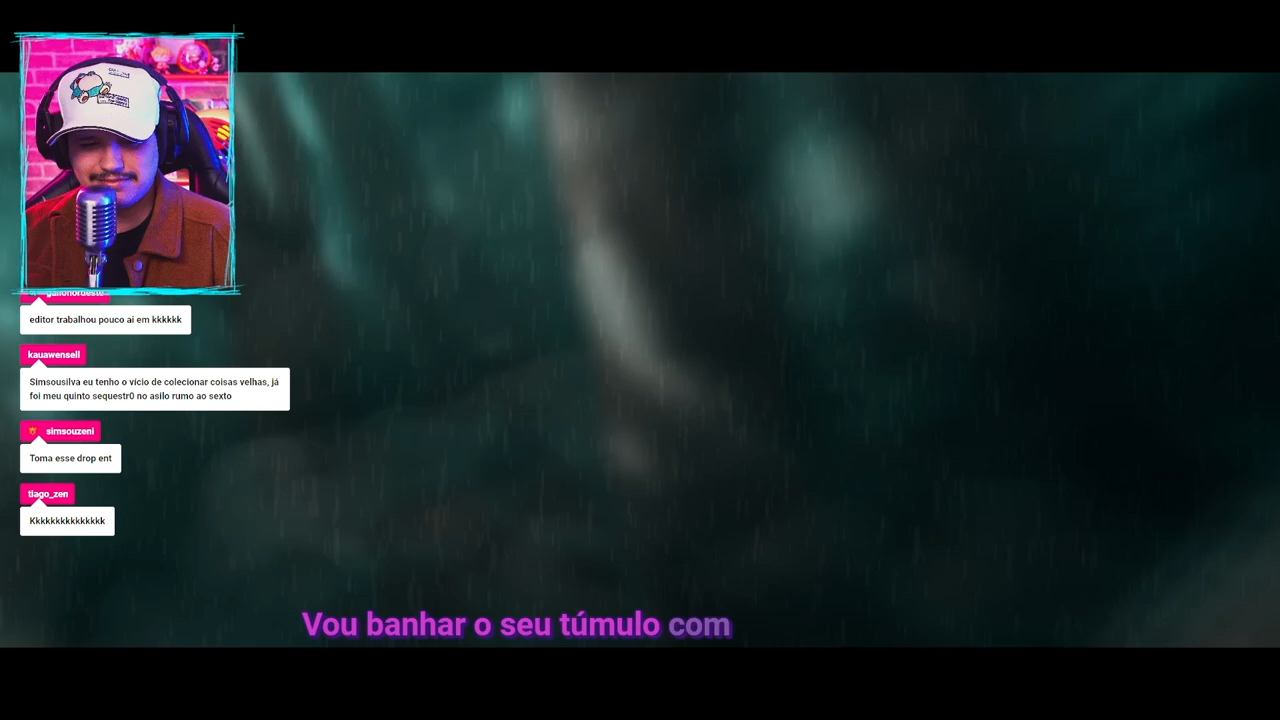 editor trabalhou pouco ai em kkkkkk
kauawensell
Simsousilva eu tenho o vício de colecionar coisas velhas, já
foi meu quinto sequestr0 no asilo rumo ao sexto
simsouzeni
Toma esse drop ent
tiago_zen
Kkkkkkkkkkkkkkk
Vou banhar o seu túmulo com